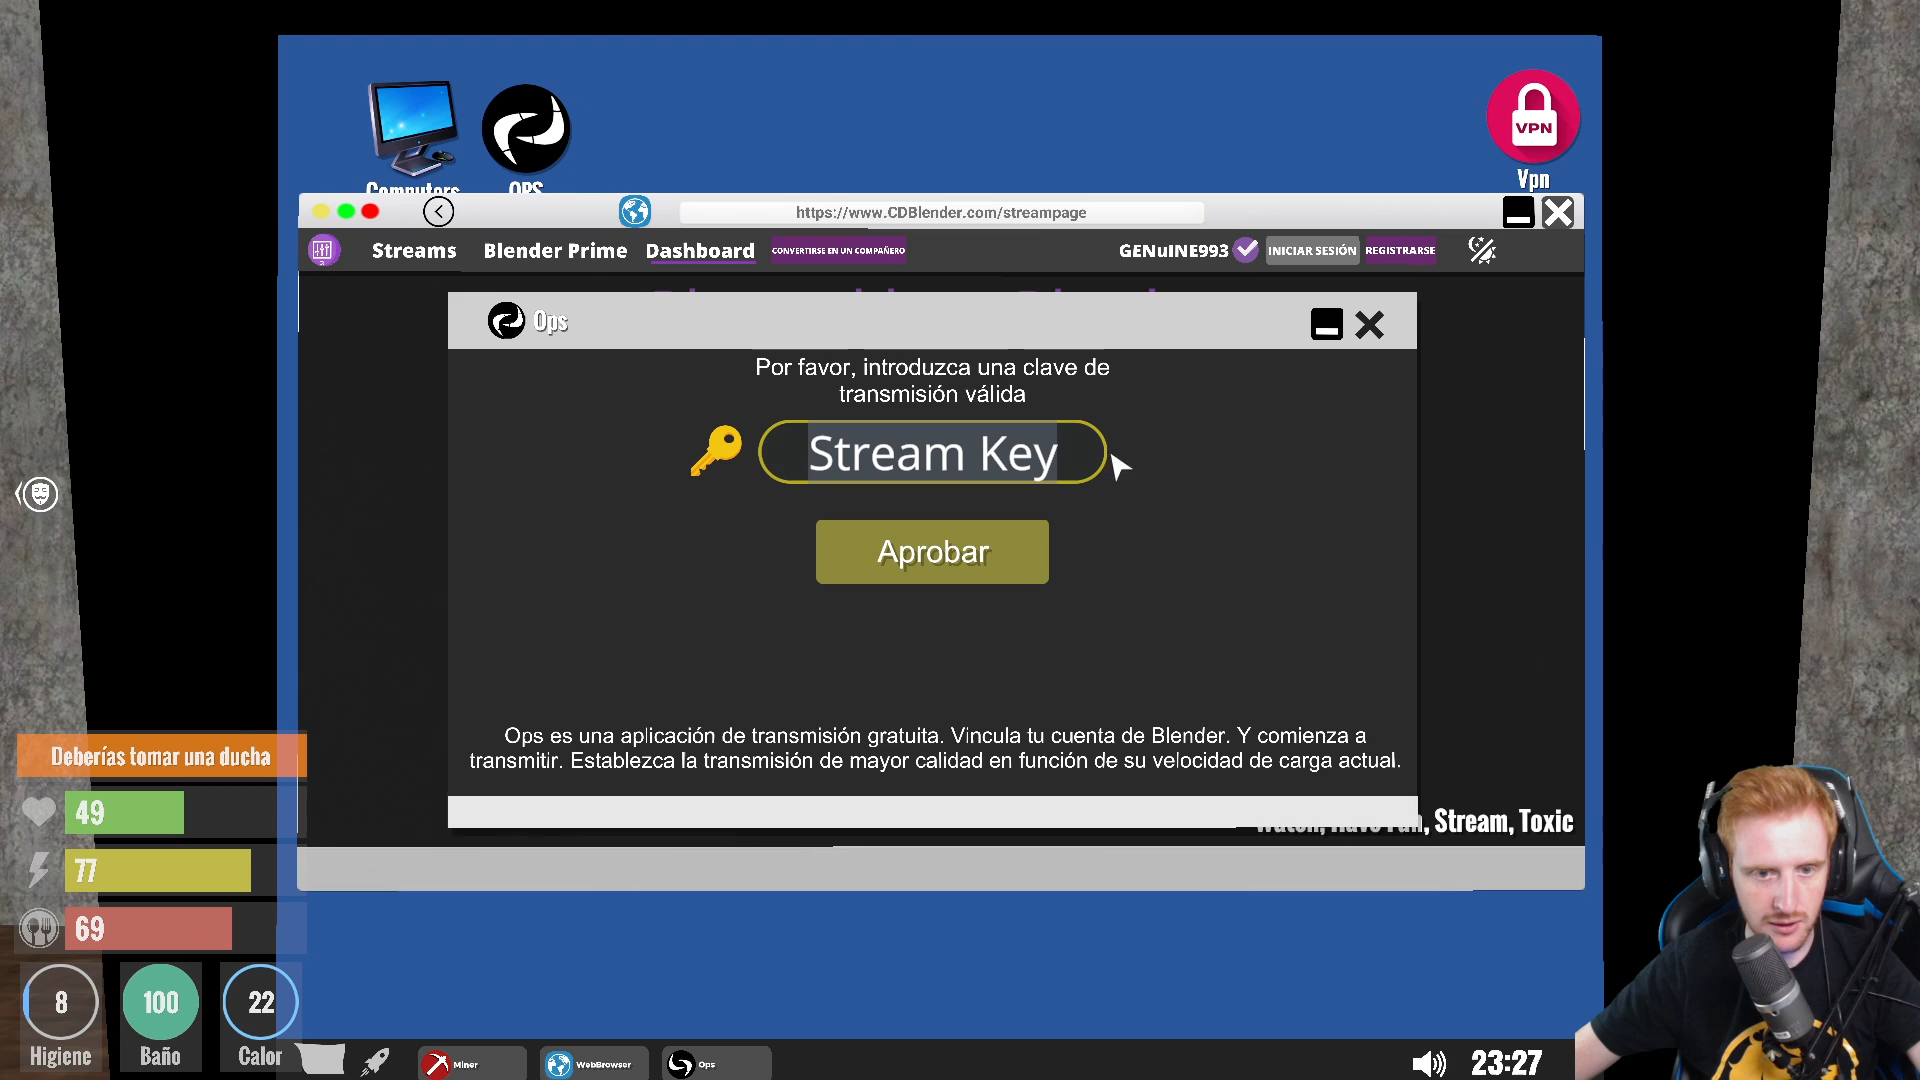 VPN
Computers
OPS
Vpn
https://www.CDBlender.com/streampage
Streams
Blender Prime
Dashboard
CONVERTIRSE EN UN COMPAÑERO
GENuINE993
INICIAR SESIÓN
REGISTRARSE
Ops
Por favor, introduzca una clave de
transmisión válida
Stream Key
Aprobar
Ops es una aplicación de transmisión gratuita. Vincula tu cuenta de Blender. Y comienza a
transmitir. Establezca la transmisión de mayor calidad en función de su velocidad de carga actual.
Watch, Have Fun, Stream, Toxic
Deberías tomar una ducha
49
77
69
8
100
22
Higiene
Baño
Calor
Miner
WebBrowser
Ops
23:27